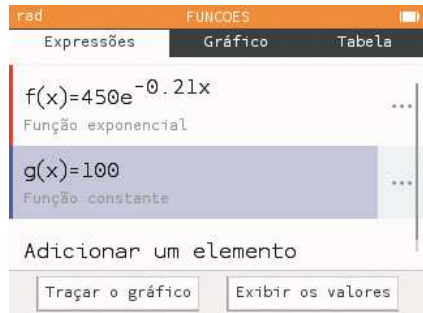 rad FUNCOES
Expressões Gráfico Tabela
f(x)=450e^-0.21x
Função exponencial
g(x)=100
Função constante
Adicionar um elemento
Traçar o gráfico Exibir os valores